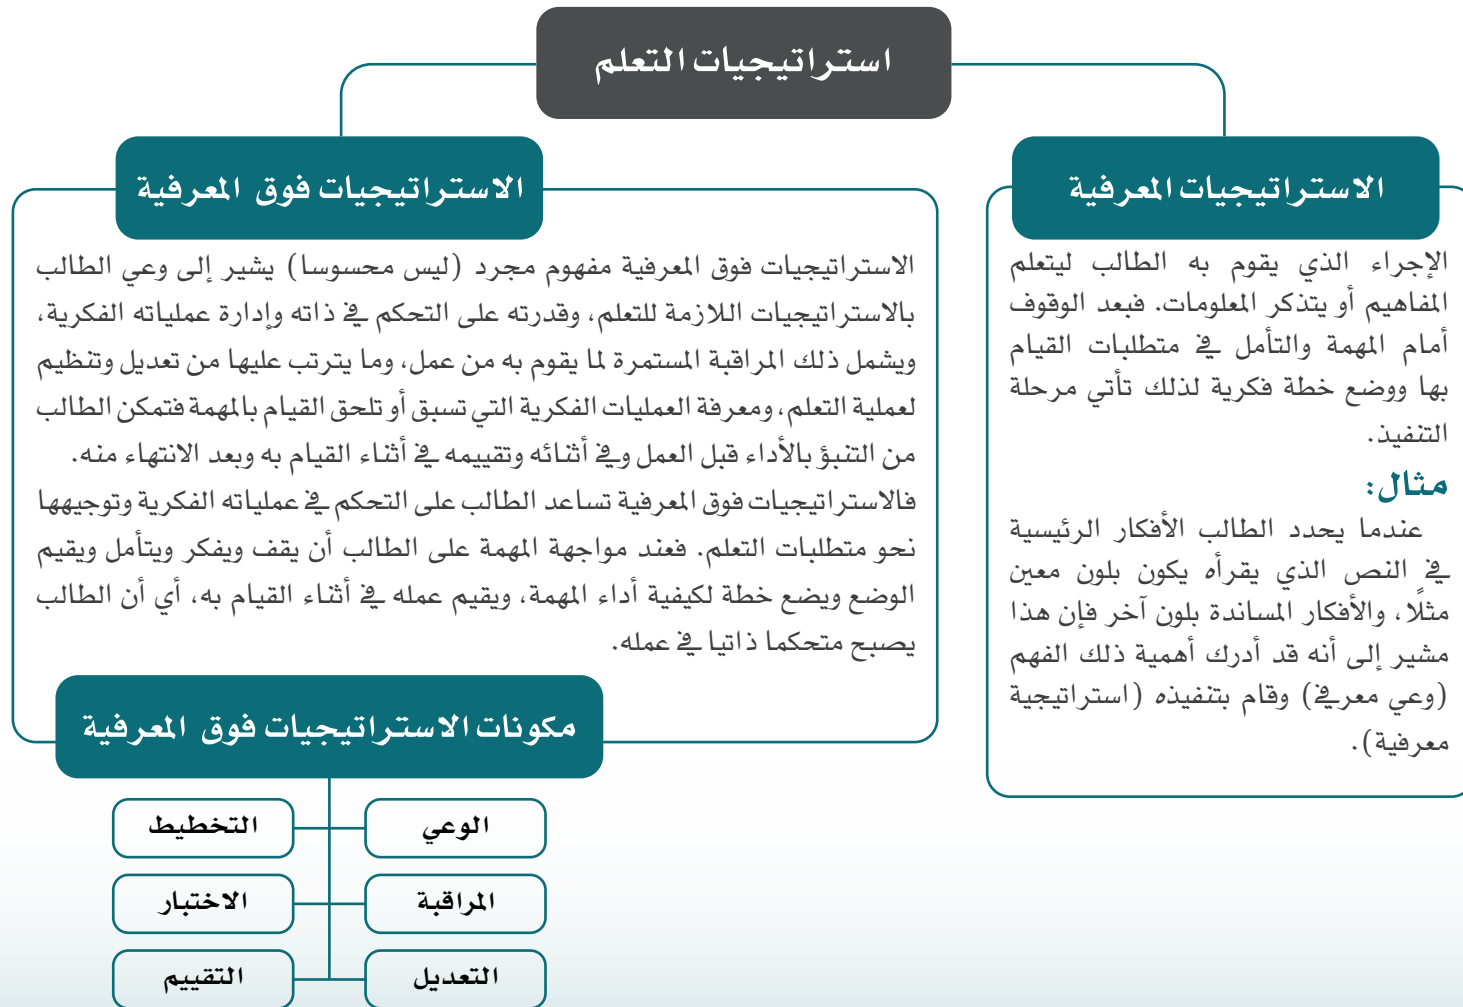 استراتيجيات التعلم
الاستراتيجيات المعرفية
الإجراء الذي يقوم به الطالب ليتعلم
المفاهيم أو يتذكر المعلومات. فبعد الوقوف
أمام المهمة والتأمل في متطلبات القيام
بها ووضع خطة فكرية لذلك تأتي مرحلة
التنفيذ.
مثال:
عندما يحدد الطالب الأفكار الرئيسية
في النص الذي يقرأه يكون بلون معين
مثلًا، والأفكار المساندة بلون آخر فإن هذا
مشير إلى أنه قد أدرك أهمية ذلك الفهم
(وعي معرفي) وقام بتنفيذه (استراتيجية
معرفية).
الاستراتيجيات فوق المعرفية
الاستراتيجيات فوق المعرفية مفهوم مجرد (ليس محسوسا) يشير إلى وعي الطالب
بالاستراتيجيات اللازمة للتعلم، وقدرته على التحكم في ذاته وإدارة عملياته الفكرية،
ويشمل ذلك المراقبة المستمرة لما يقوم به من عمل، وما يترتب عليها من تعديل وتنظيم
لعملية التعلم، ومعرفة العمليات الفكرية التي تسبق أو تلحق القيام بالمهمة فتمكن الطالب
من التنبؤ بالأداء قبل العمل وفي أثنائه وتقييمه في أثناء القيام به وبعد الانتهاء منه.
فالاستراتيجيات فوق المعرفية تساعد الطالب على التحكم في عملياته الفكرية وتوجيهها
نحو متطلبات التعلم. فعند مواجهة المهمة على الطالب أن يقف ويفكر ويتأمل ويقيم
الوضع ويضع خطة لكيفية أداء المهمة، ويقيم عمله في أثناء القيام به، أي أن الطالب
يصبح متحكما ذاتيا في عمله.
مكونات الاستراتيجيات فوق المعرفية
الوعي
التخطيط
المراقبة
الاختبار
التعديل
التقييم